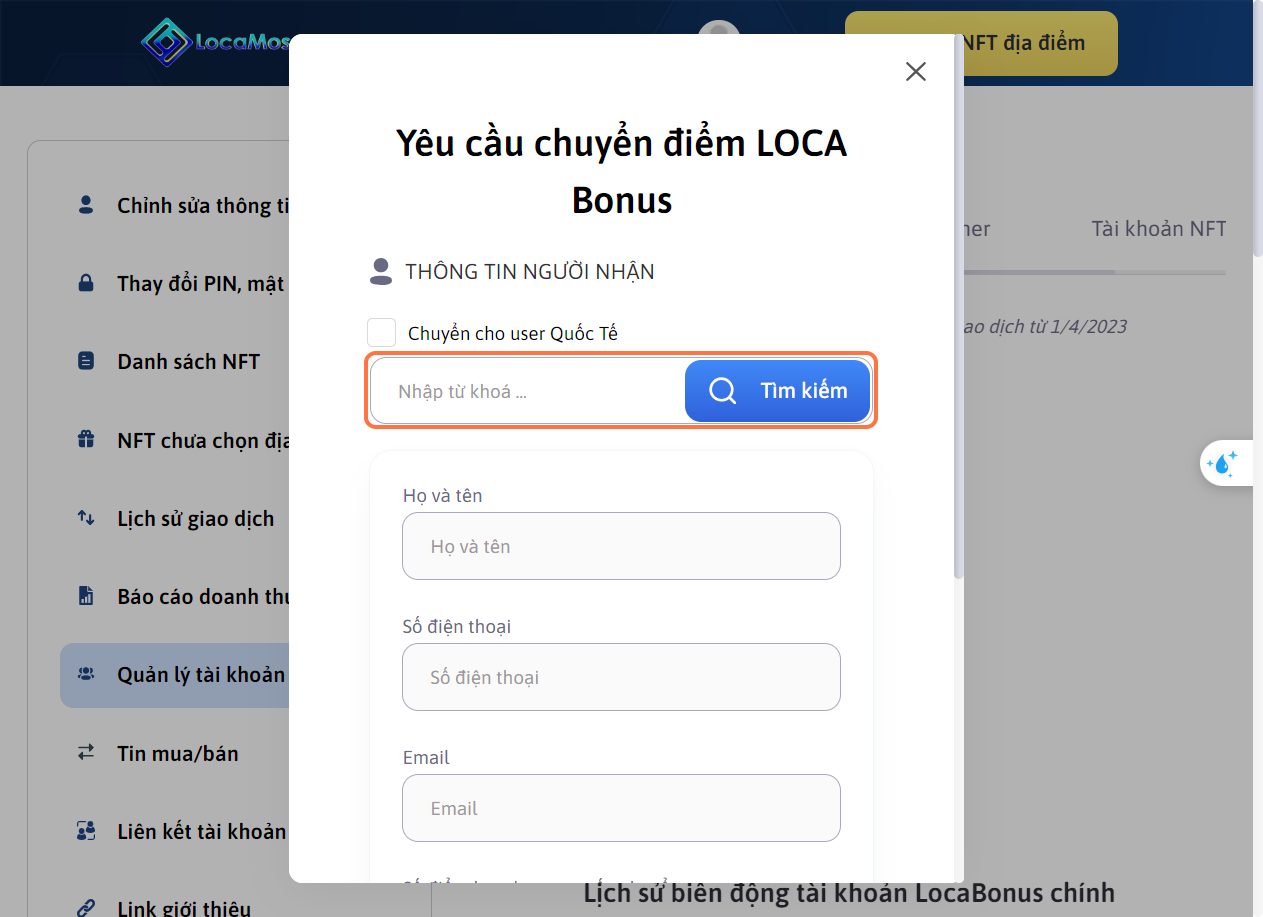 LocaMos
NFT địa điểm
Yêu cầu chuyển điểm LOCA
Bonus
THÔNG TIN NGƯỜI NHẬN
Chuyển cho user Quốc Tế
Nhập từ khoá ...
Tìm kiếm
Họ và tên
Họ và tên
Số điện thoại
Số điện thoại
Email
Email
Chỉnh sửa thông ti
Thay đổi PIN, mật
Danh sách NFT
NFT chưa chọn địa
Lịch sử giao dịch
Báo cáo doanh thu
Quản lý tài khoản
Tin mua/bán
Liên kết tài khoản
Link giới thiệu
ner
Tài khoản NFT
ao dịch từ 1/4/2023
Lịch sử biến động tài khoản LocaBonus chính